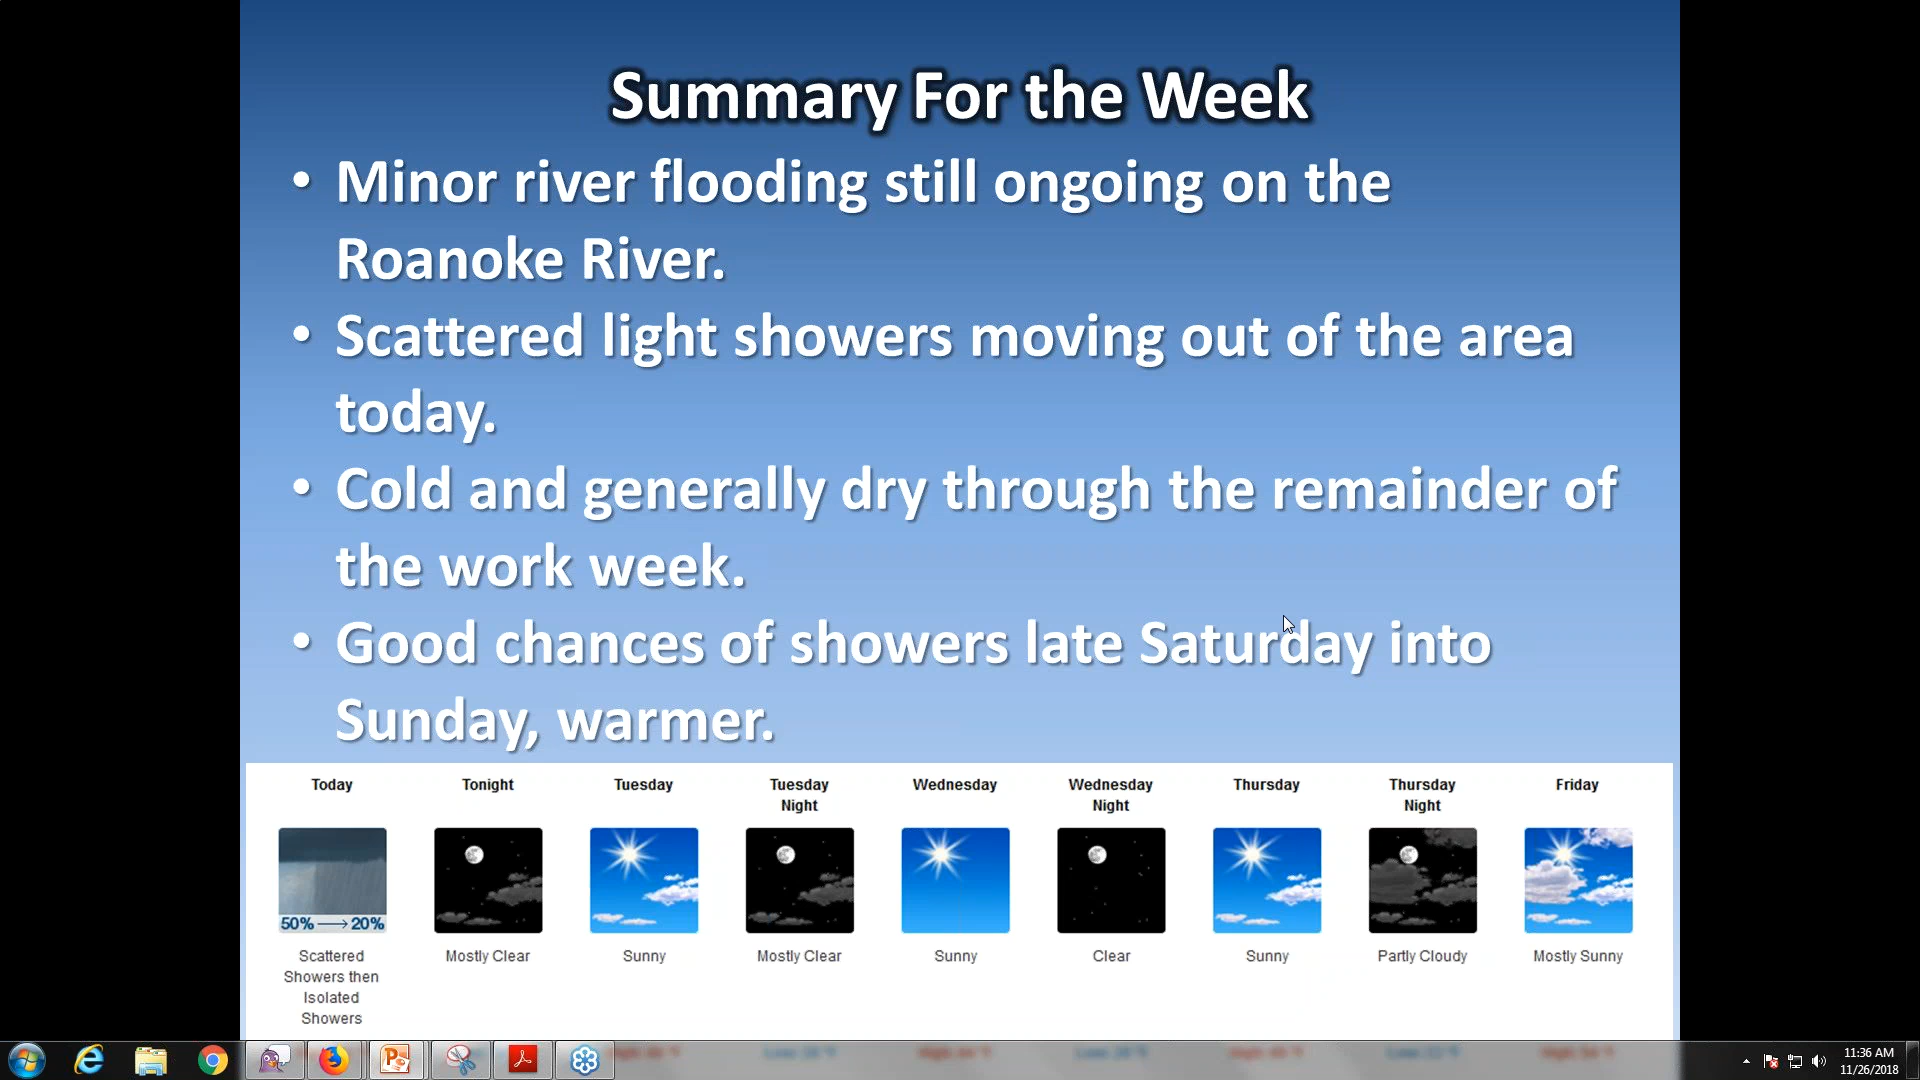 Summary For the Week
• Minor river flooding still ongoing on the
Roanoke River.
• Scattered light showers moving out of the area
today.
• Cold and generally dry through the remainder of
the work week.
• Good chances of showers late Saturday into
Sunday, warmer.
Today
Tonight
Tuesday
Tuesday
Night
Wednesday
Wednesday
Night
Thursday
Thursday
Night
Friday
50% → 20%
Scattered
Showers then
Isolated
Showers
Mostly Clear
Sunny
Mostly Clear
Sunny
Clear
Sunny
Partly Cloudy
Mostly Sunny
11:36 AM
11/26/2018